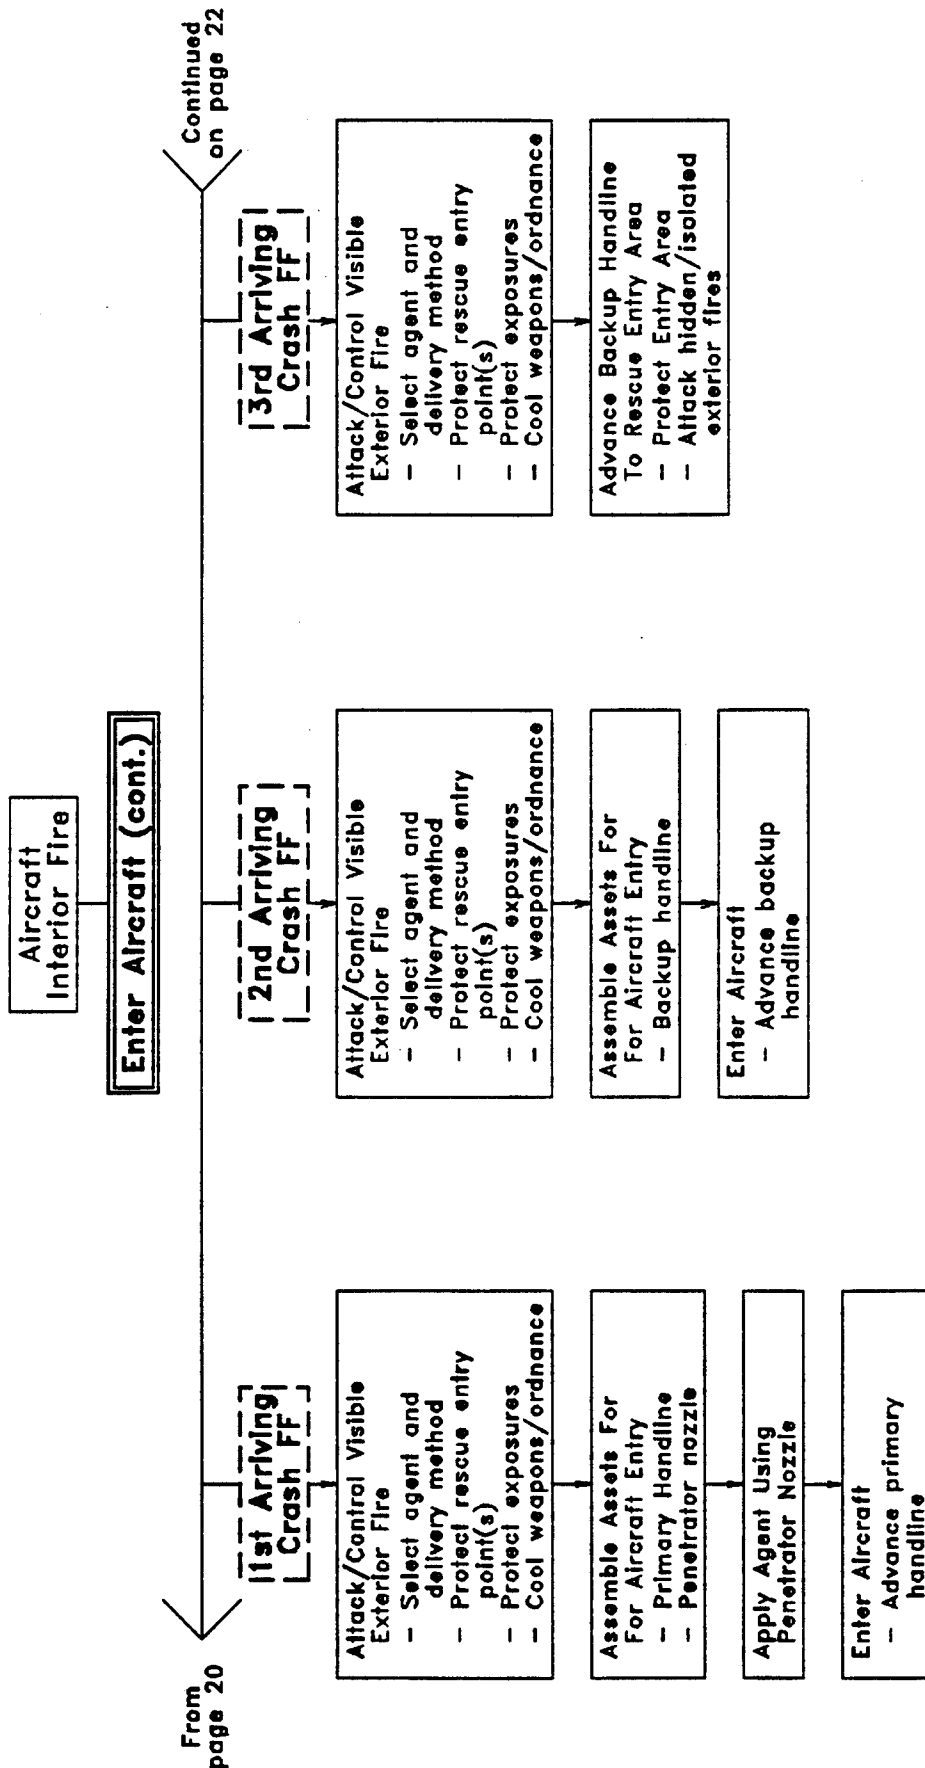 Aircraft
Interior Fire
Enter Aircraft (cont.)
From
page 20
Continued
on page 22
1st Arriving
Crash FF
Attack/Control Visible
Exterior Fire
- Select agent and
delivery method
- Protect rescue entry
point(s)
- Protect exposures
- Cool weapons/ordnance
Assemble Assets For
For Aircraft Entry
- Primary Handline
- Penetrator nozzle
Apply Agent Using
Penetrator Nozzle
Enter Aircraft
- Advance primary
handline
2nd Arriving
Crash FF
Attack/Control Visible
Exterior Fire
- Select agent and
delivery method
- Protect rescue entry
point(s)
- Protect exposures
- Cool weapons/ordnance
Assemble Assets For
For Aircraft Entry
- Backup handline
Enter Aircraft
- Advance backup
handline
3rd Arriving
Crash FF
Attack/Control Visible
Exterior Fire
- Select agent and
delivery method
- Protect rescue entry
point(s)
- Protect exposures
- Cool weapons/ordnance
Advance Backup Handline
To Rescue Entry Area
- Protect Entry Area
- Attack hidden/isolated
exterior fires